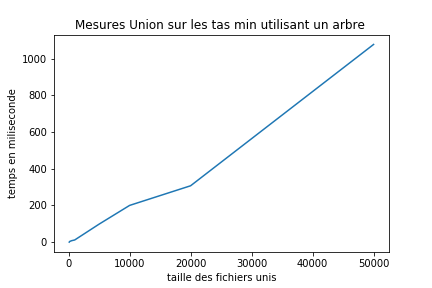 Mesures Union sur les tas min utilisant un arbre
1000
800
600
400
200
0
temps en miliseconde
0 10000 20000 30000 40000 50000
taille des fichiers unis